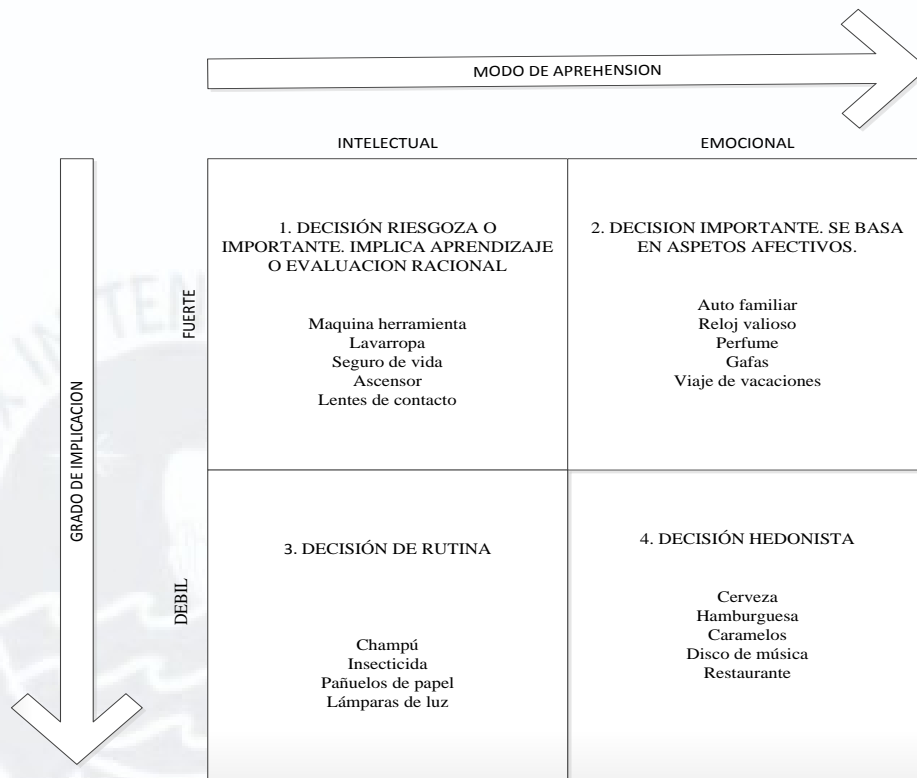 MODO DE APREHENSION
INTELECTUAL
EMOCIONAL
GRADO DE IMPLICACION
FUERTE
1. DECISIÓN RIESGOZA O
IMPORTANTE. IMPLICA APRENDIZAJE
O EVALUACION RACIONAL
Maquina herramienta
Lavarropa
Seguro de vida
Ascensor
Lentes de contacto
2. DECISION IMPORTANTE. SE BASA
EN ASPETOS AFECTIVOS.
Auto familiar
Reloj valioso
Perfume
Gafas
Viaje de vacaciones
DEBIL
3. DECISIÓN DE RUTINA
Champú
Insecticida
Pañuelos de papel
Lámparas de luz
4. DECISIÓN HEDONISTA
Cerveza
Hamburguesa
Caramelos
Disco de música
Restaurante